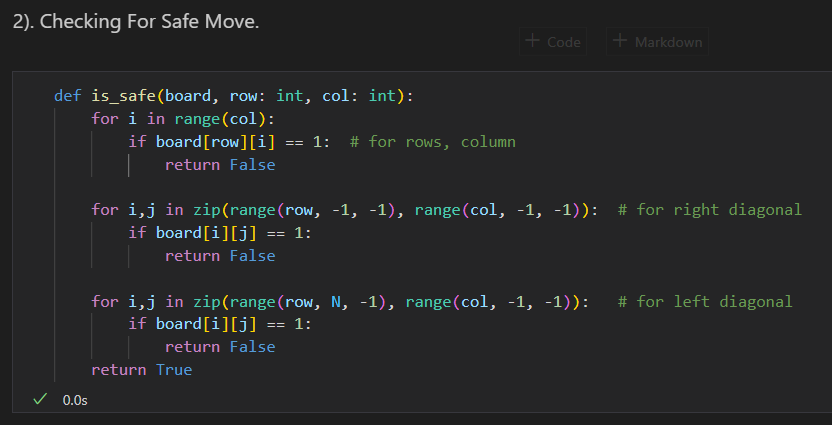 2). Checking For Safe Move.
+ Code + Markdown
def is_safe(board, row: int, col: int):
    for i in range(col):
        if board[row][i] == 1:  # for rows, column
            return False

    for i,j in zip(range(row, -1, -1), range(col, -1, -1)):  # for right diagonal
        if board[i][j] == 1:
            return False

    for i,j in zip(range(row, N, -1), range(col, -1, -1)):   # for left diagonal
        if board[i][j] == 1:
            return False
    return True
✓ 0.0s